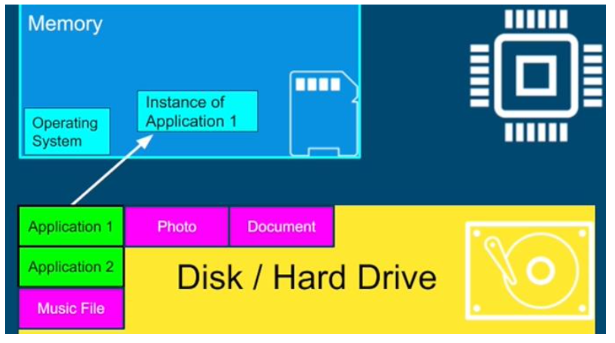 Memory
Instance of
Application 1
Operating
System
Application 1
Photo
Document
Application 2
Disk / Hard Drive
Music File